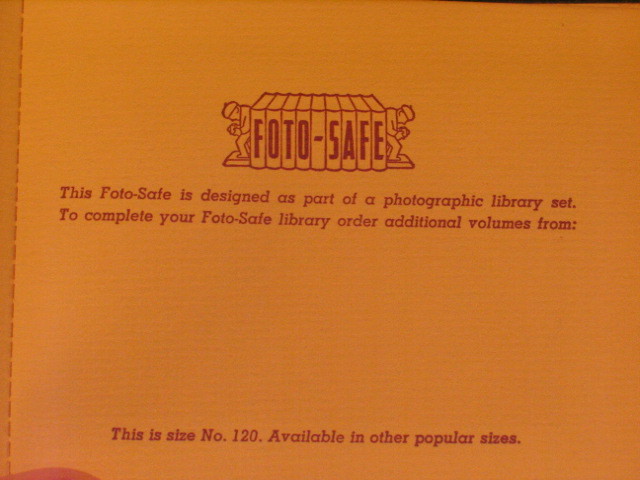 FOTO-SAFE
This Foto-Safe is designed as part of a photographic library set.
To complete your Foto-Safe library order additional volumes from:
This is size No. 120. Available in other popular sizes.